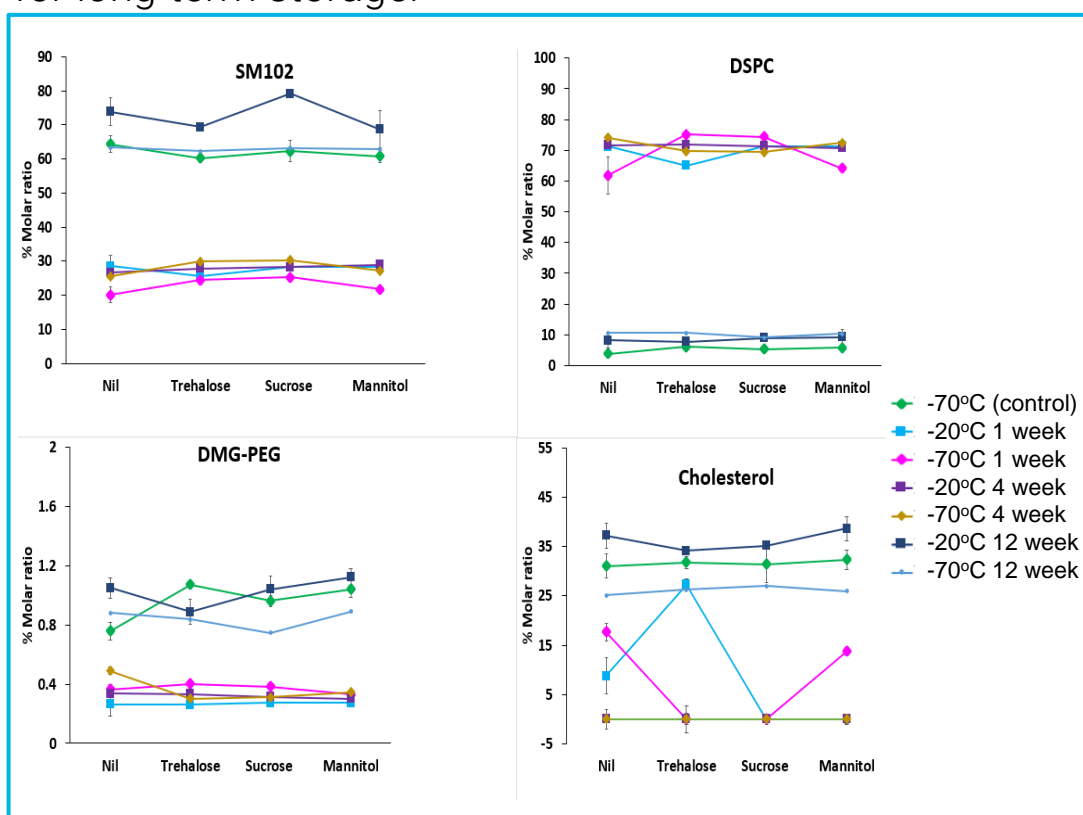 for long term storage.
SM102
% Molar ratio
90
80
70
60
50
40
30
20
10
0
Nil Trehalose Sucrose Mannitol
DSPC
% Molar ratio
100
90
80
70
60
50
40
30
20
10
0
Nil Trehalose Sucrose Mannitol
DMG-PEG
% Molar ratio
2
1.6
1.2
0.8
0.4
0
Nil Trehalose Sucrose Mannitol
Cholesterol
% Molar ratio
55
45
35
25
15
5
-5
Nil Trehalose Sucrose Mannitol
-70°C (control)
-20°C 1 week
-70°C 1 week
-20°C 4 week
-70°C 4 week
-20°C 12 week
-70°C 12 week